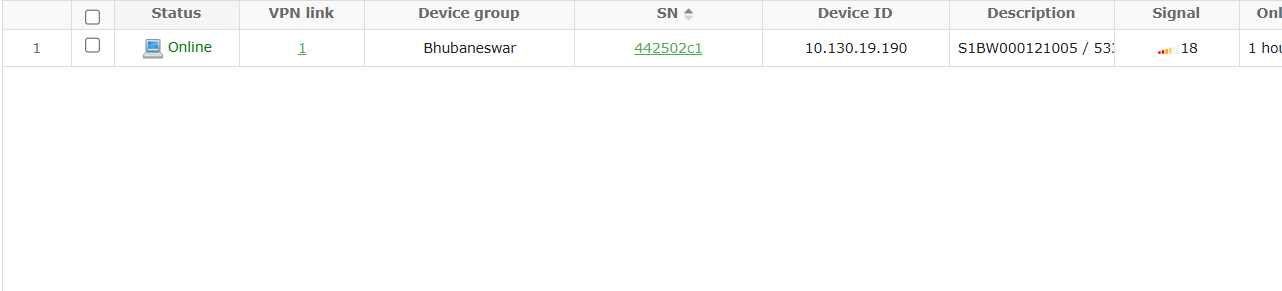 Status VPN link Device group SN Device ID Description Signal Onl
1 Online 1 Bhubaneswar 442502c1 10.130.19.190 S1BW000121005 / 533 18 1 hou